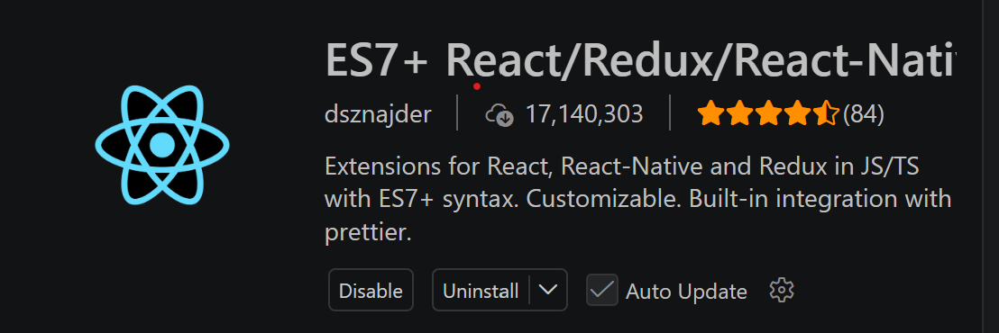 ES7+ React/Redux/React-Nati
dsznajder 17,140,303 (84)
Extensions for React, React-Native and Redux in JS/TS
with ES7+ syntax. Customizable. Built-in integration with
prettier.
Disable Uninstall Auto Update